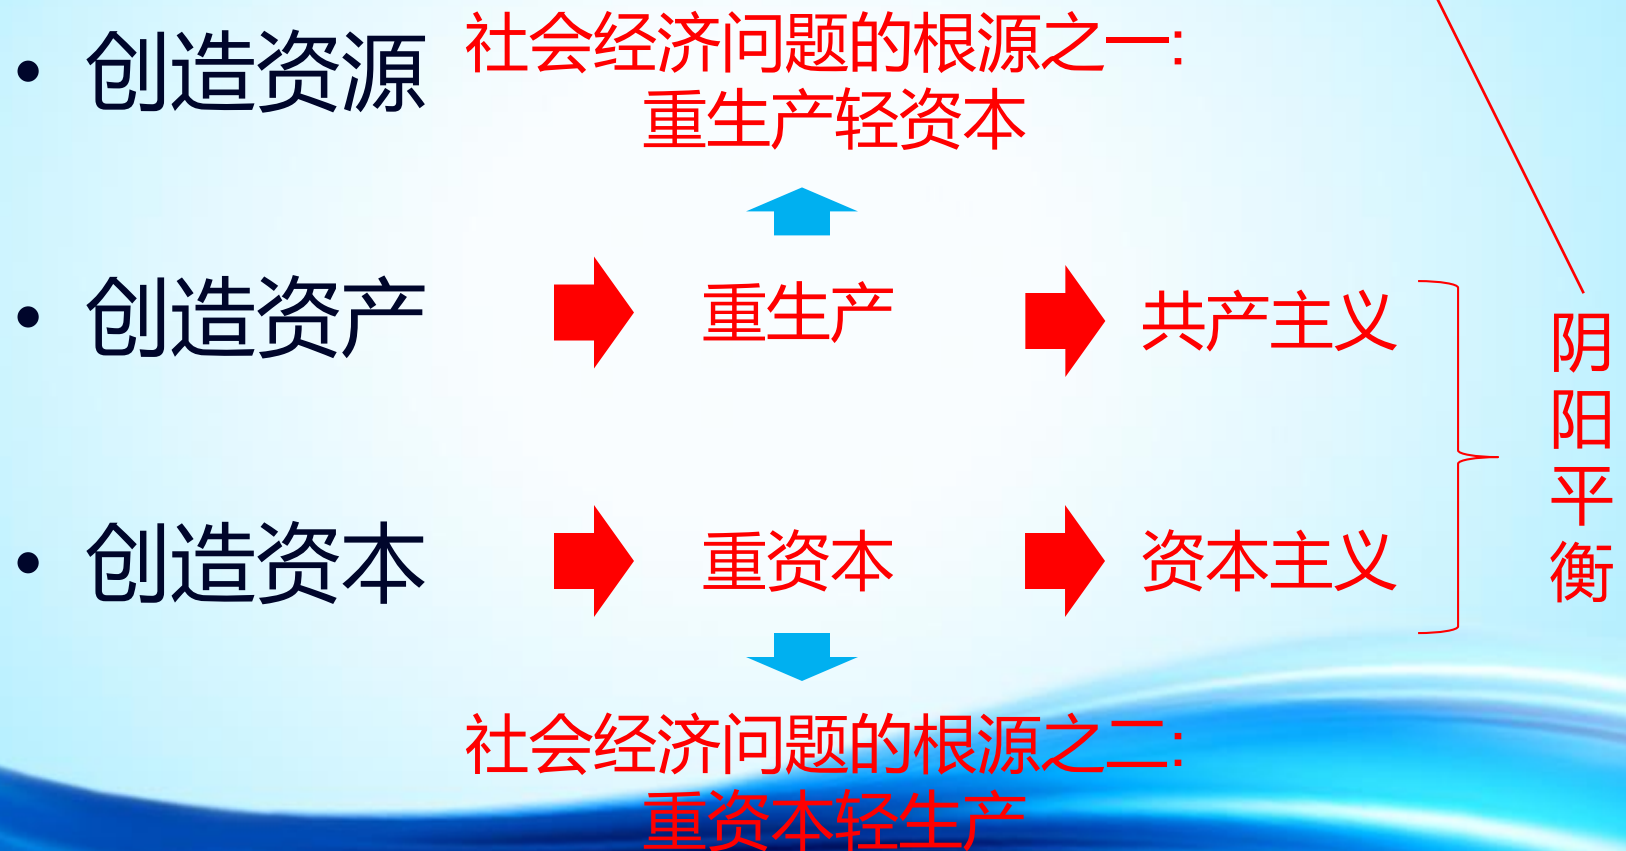 • 创造资源
社会经济问题的根源之一:
重生产轻资本
• 创造资产
重生产
共产主义
• 创造资本
重资本
资本主义
阴阳平衡
社会经济问题的根源之二:
重资本轻生产